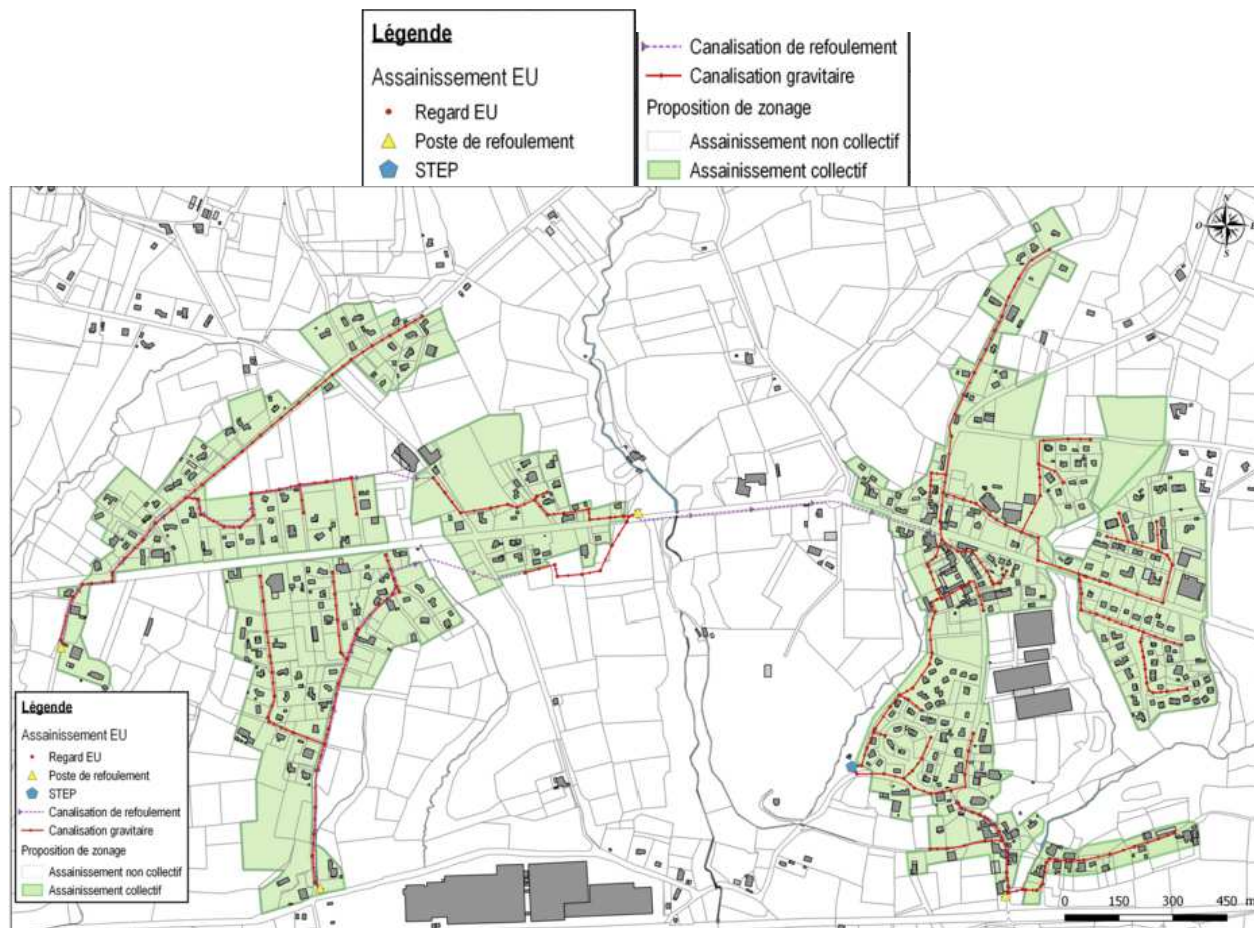 Légende
Assainissement EU
Regard EU
Poste de refoulement
STEP
Canalisation de refoulement
Canalisation gravitaire
Proposition de zonage
Assainissement non collectif
Assainissement collectif
N
O E
S
Légende
Assainissement EU
Regard EU
Poste de refoulement
STEP
Canalisation de refoulement
Canalisation gravitaire
Proposition de zonage
Assainissement non collectif
Assainissement collectif
0 150 300 450 m